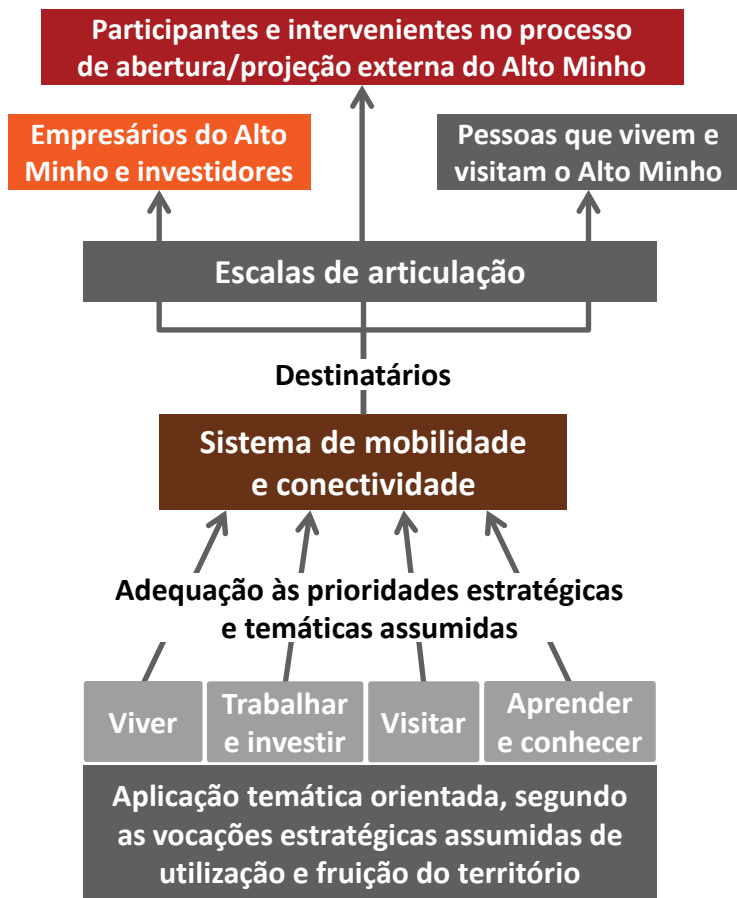 Participantes e intervenientes no processo
de abertura/projeção externa do Alto Minho
Empresários do Alto
Minho e investidores
Pessoas que vivem e
visitam o Alto Minho
Escalas de articulação
Destinatários
Sistema de mobilidade
e conectividade
Adequação às prioridades estratégicas
e temáticas assumidas
Viver
Trabalhar
e investir
Visitar
Aprender
e conhecer
Aplicação temática orientada, segundo
as vocações estratégicas assumidas de
utilização e fruição do território